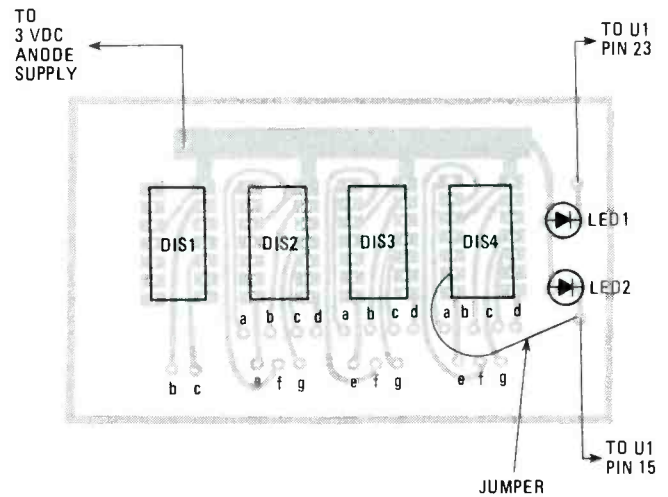 TO
3 VDC
ANODE
SUPPLY
TO U1
PIN 23
DIS1
DIS2
DIS3
DIS4
LED1
LED2
a b c d
a b c d
a b c d
b c
e f g
e f g
e f g
TO U1
PIN 15
JUMPER